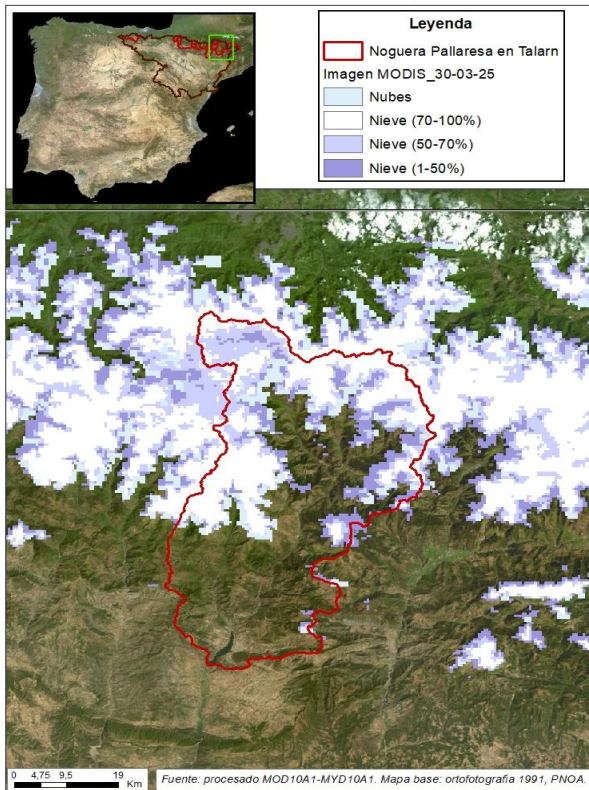 Leyenda
Noguera Pallaresa en Talarn
Imagen MODIS_30-03-25
Nubes
Nieve (70-100%)
Nieve (50-70%)
Nieve (1-50%)
0 4,75 9,5 19
Km
Fuente: procesado MOD10A1-MYD10A1. Mapa base: ortofotografia 1991, PNOA.